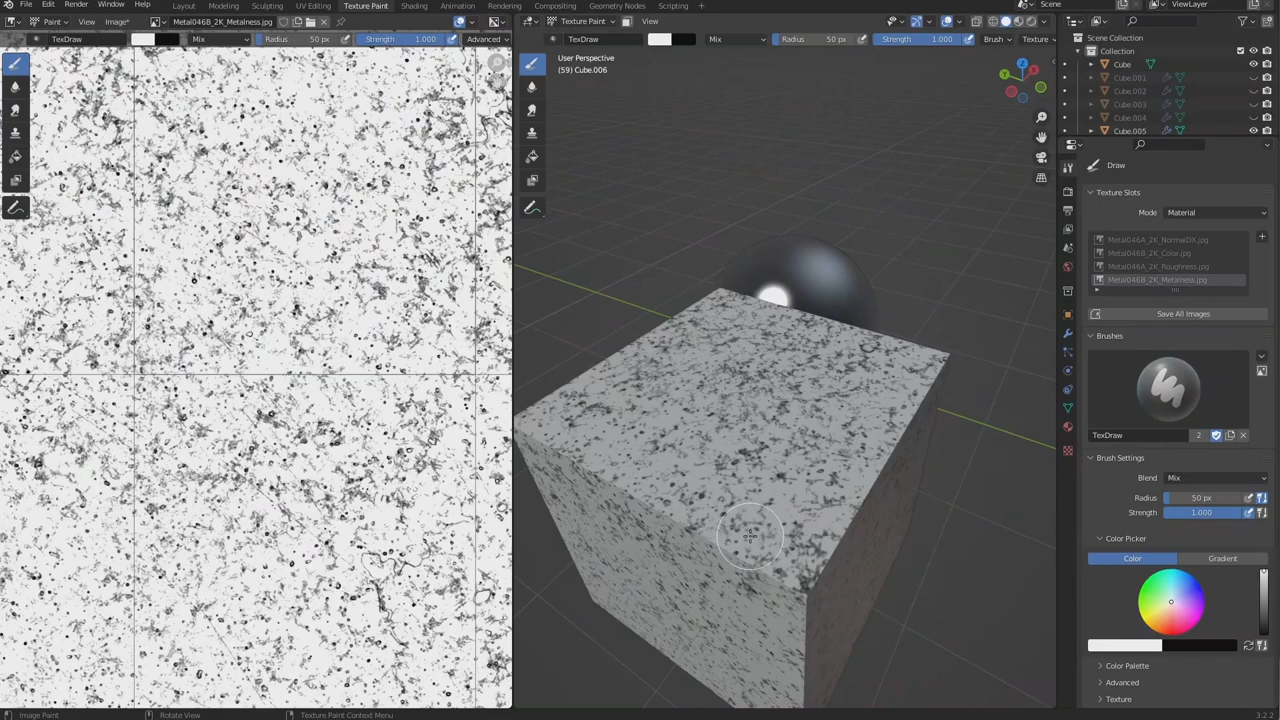 File Edit Render Window Help Layout Modeling Sculpting UV Editing Texture Paint Shading Animation Rendering Compositing Geometry Nodes Scripting Scene ViewLayer
Paint View Image* Metal046B_2K_Metalness.jpg Texture Paint View
TexDraw Mix Radius 50 px Strength 1.000 Advanced TexDraw Mix Radius 50 px Strength 1.000 Brush Texture
Scene Collection
Collection
Cube
Cube.001
Cube.002
Cube.003
Cube.004
Cube.005
User Perspective
(59) Cube.006
Z
Y
X
Draw
Texture Slots
Mode Material
Metal046A_2K_NormalDX.jpg
Metal046B_2K_Color.jpg
Metal046A_2K_Roughness.jpg
Metal046B_2K_Metalness.jpg
Save All Images
Brushes
TexDraw 2
Brush Settings
Blend Mix
Radius 50 px
Strength 1.000
Color Picker
Color Gradient
Color Palette
Advanced
Texture
Image Paint Rotate View Texture Paint Context Menu 3.2.2